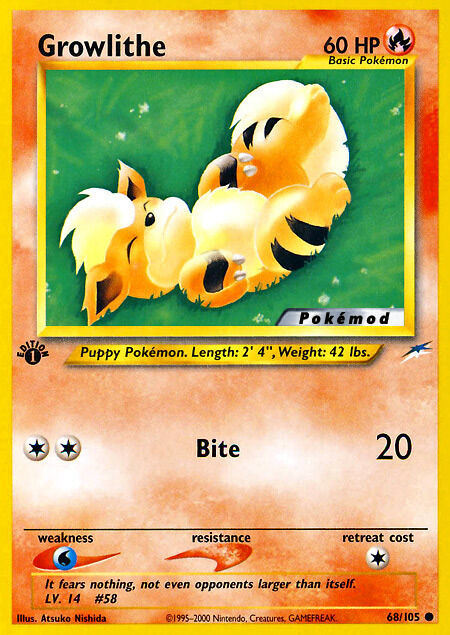 Growlithe
60 HP
Basic Pokémon
Pokémod
EDITION
1
Puppy Pokémon. Length: 2' 4", Weight: 42 lbs.
Bite 20
weakness resistance retreat cost
It fears nothing, not even opponents larger than itself.
LV. 14 #58
Illus. Atsuko Nishida ©1995–2000 Nintendo, Creatures, GAMEFREAK. 68/105